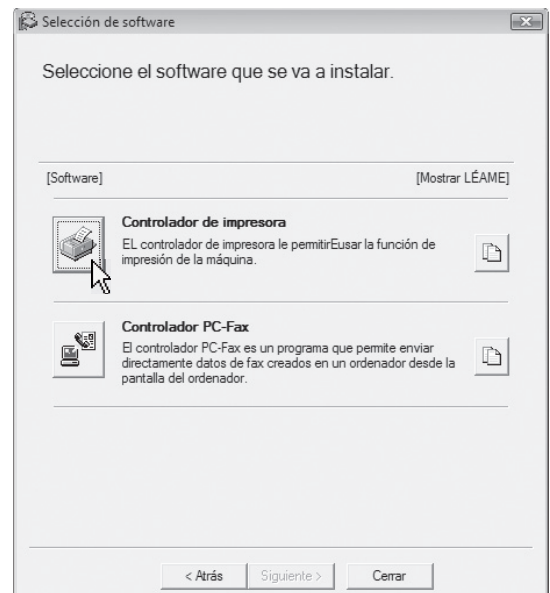 Selección de software
Seleccione el software que se va a instalar.
[Software] [Mostrar LÉAME]
Controlador de impresora
EL controlador de impresora le permitirEusar la función de
impresión de la máquina.
Controlador PC-Fax
El controlador PC-Fax es un programa que permite enviar
directamente datos de fax creados en un ordenador desde la
pantalla del ordenador.
< Atrás Siguiente > Cerrar